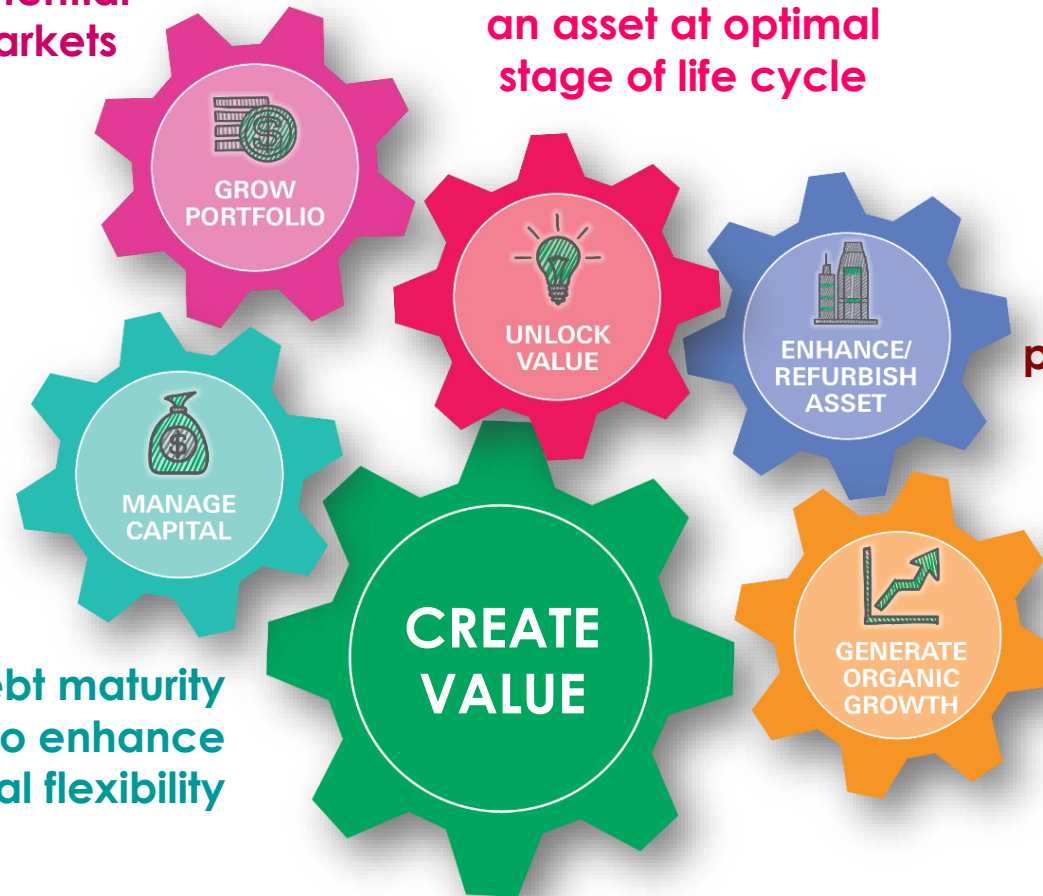 arkets
an asset at optimal
stage of life cycle
GROW
PORTFOLIO
UNLOCK
VALUE
ENHANCE/
REFURBISH
ASSET
MANAGE
CAPITAL
CREATE
VALUE
GENERATE
ORGANIC
GROWTH
ebt maturity
o enhance
al flexibility